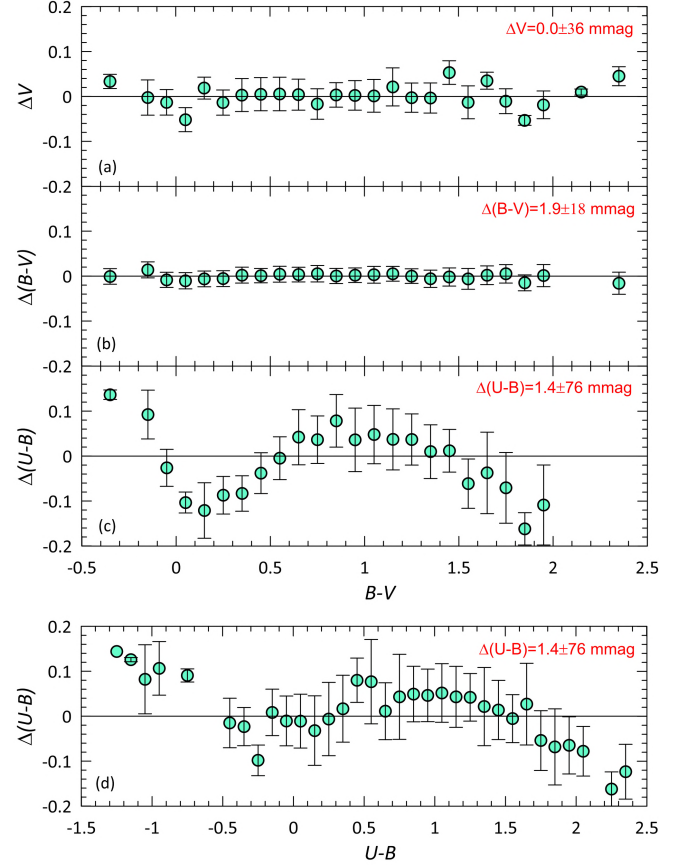 0.2
ΔV=0.0±36 mmag
0.1
0
-0.1
-0.2
ΔV
(a)
Δ(B-V)=1.9±18 mmag
0.1
0
-0.1
-0.2
Δ(B-V)
(b)
Δ(U-B)=1.4±76 mmag
0.1
0
-0.1
-0.2
Δ(U-B)
(c)
-0.5 0 0.5 1 1.5 2 2.5
B-V
0.2
Δ(U-B)=1.4±76 mmag
0.1
0
-0.1
-0.2
Δ(U-B)
(d)
-1.5 -1 -0.5 0 0.5 1 1.5 2 2.5
U-B